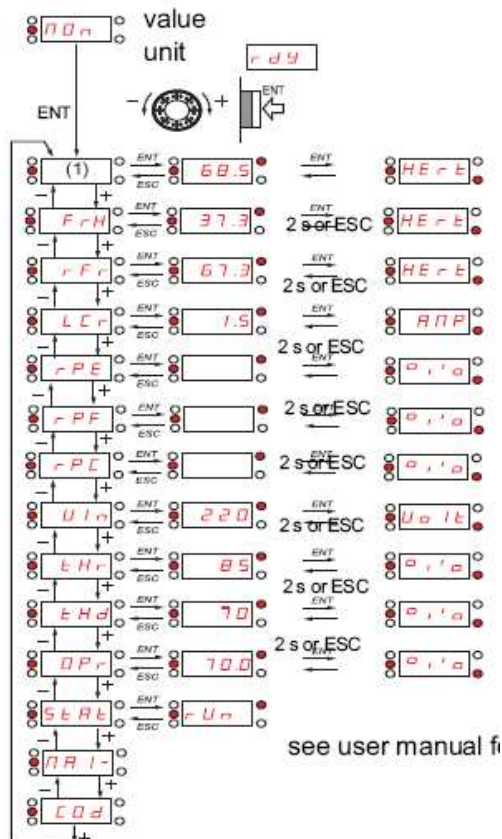 MOn
value
unit
rdY
ENT
- +
ENT
(1) ENT ESC 68.5 ENT HErt
- +
FrH ENT ESC 37.3 ENT 2 s or ESC HErt
- +
rFr ENT ESC 67.3 ENT 2 s or ESC HErt
- +
LCr ENT ESC 1.5 ENT 2 s or ESC AMP
- +
rPE ENT ESC ENT
- +
rPF ENT ESC 2 s or ESC
- +
rPC ENT ESC ENT 2 s or ESC
- +
UIn ENT ESC 220 ENT 2 s or ESC UoIt
- +
tHr ENT ESC 85 ENT 2 s or ESC
- +
tHd ENT ESC 70 ENT
- +
OPr ENT ESC 70.0 ENT 2 s or ESC
- +
StAt ENT ESC rUn
- +
see user manual fo
MAI-
- +
COd
- +